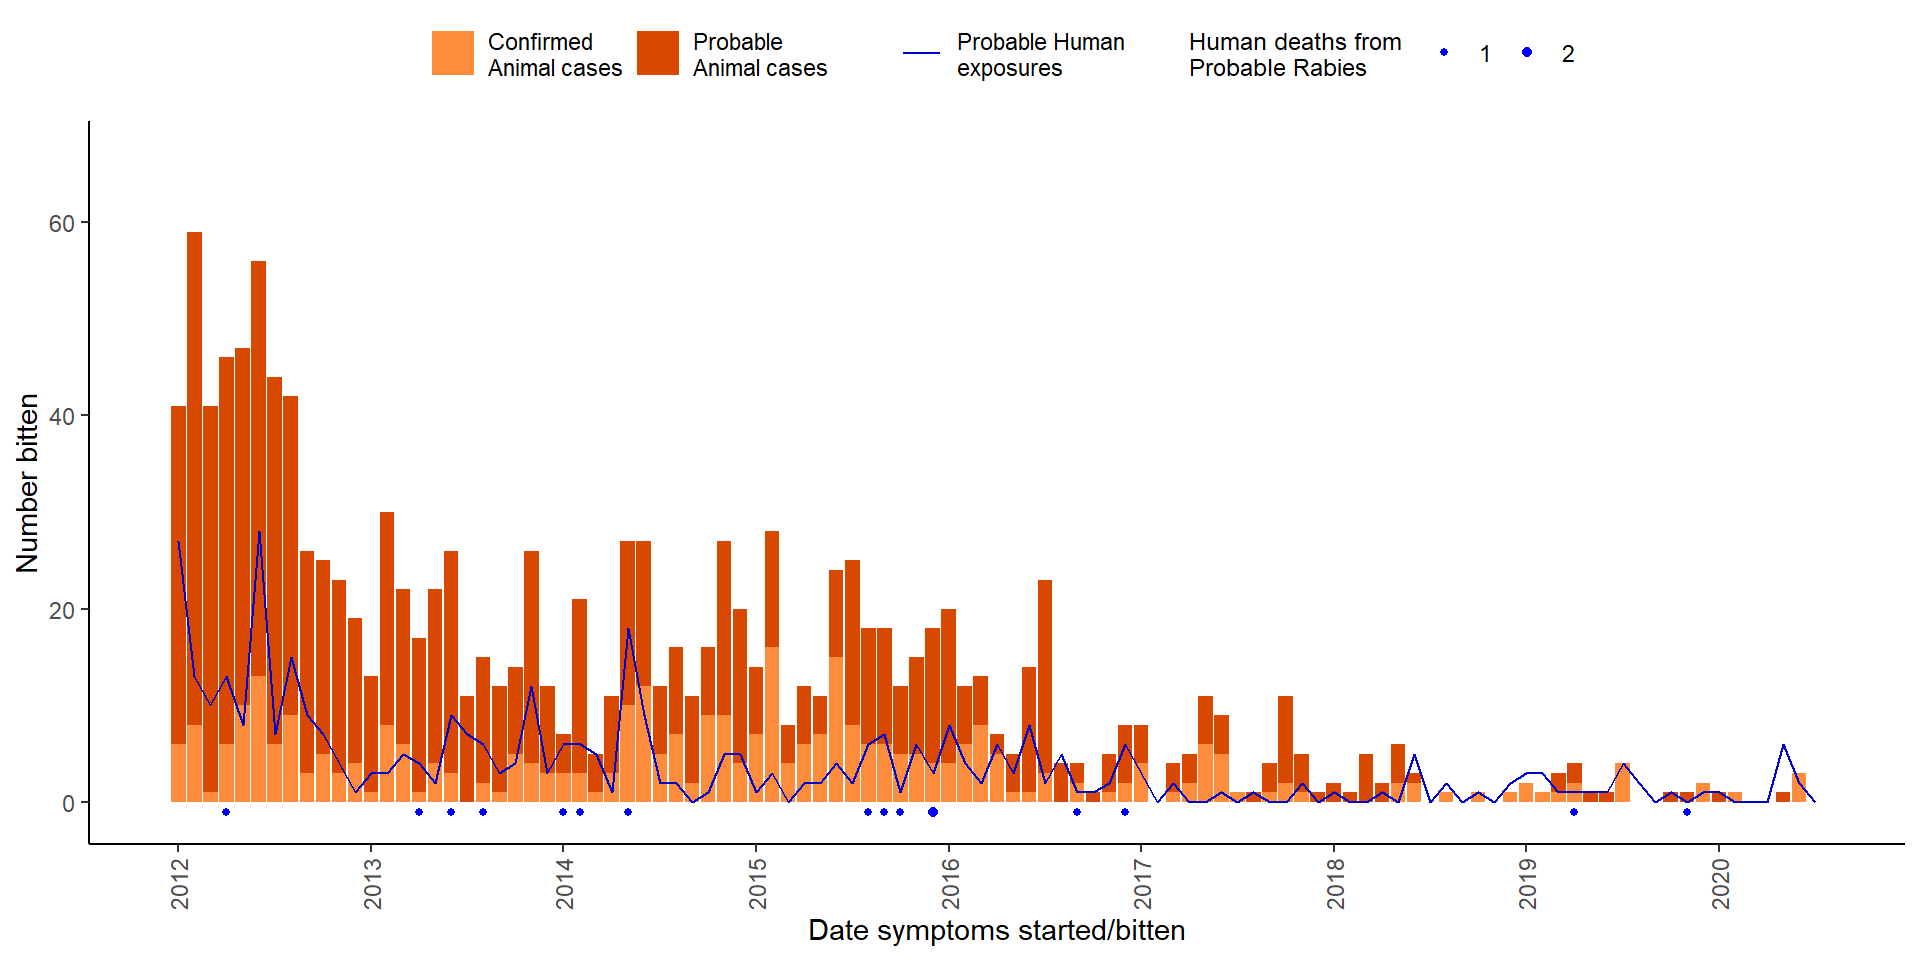 Confirmed
Animal cases
Probable
Animal cases
Probable Human
exposures
Human deaths from
Probable Rabies
1
2
Number bitten
60
40
20
0
2012
2013
2014
2015
2016
2017
2018
2019
2020
Date symptoms started/bitten